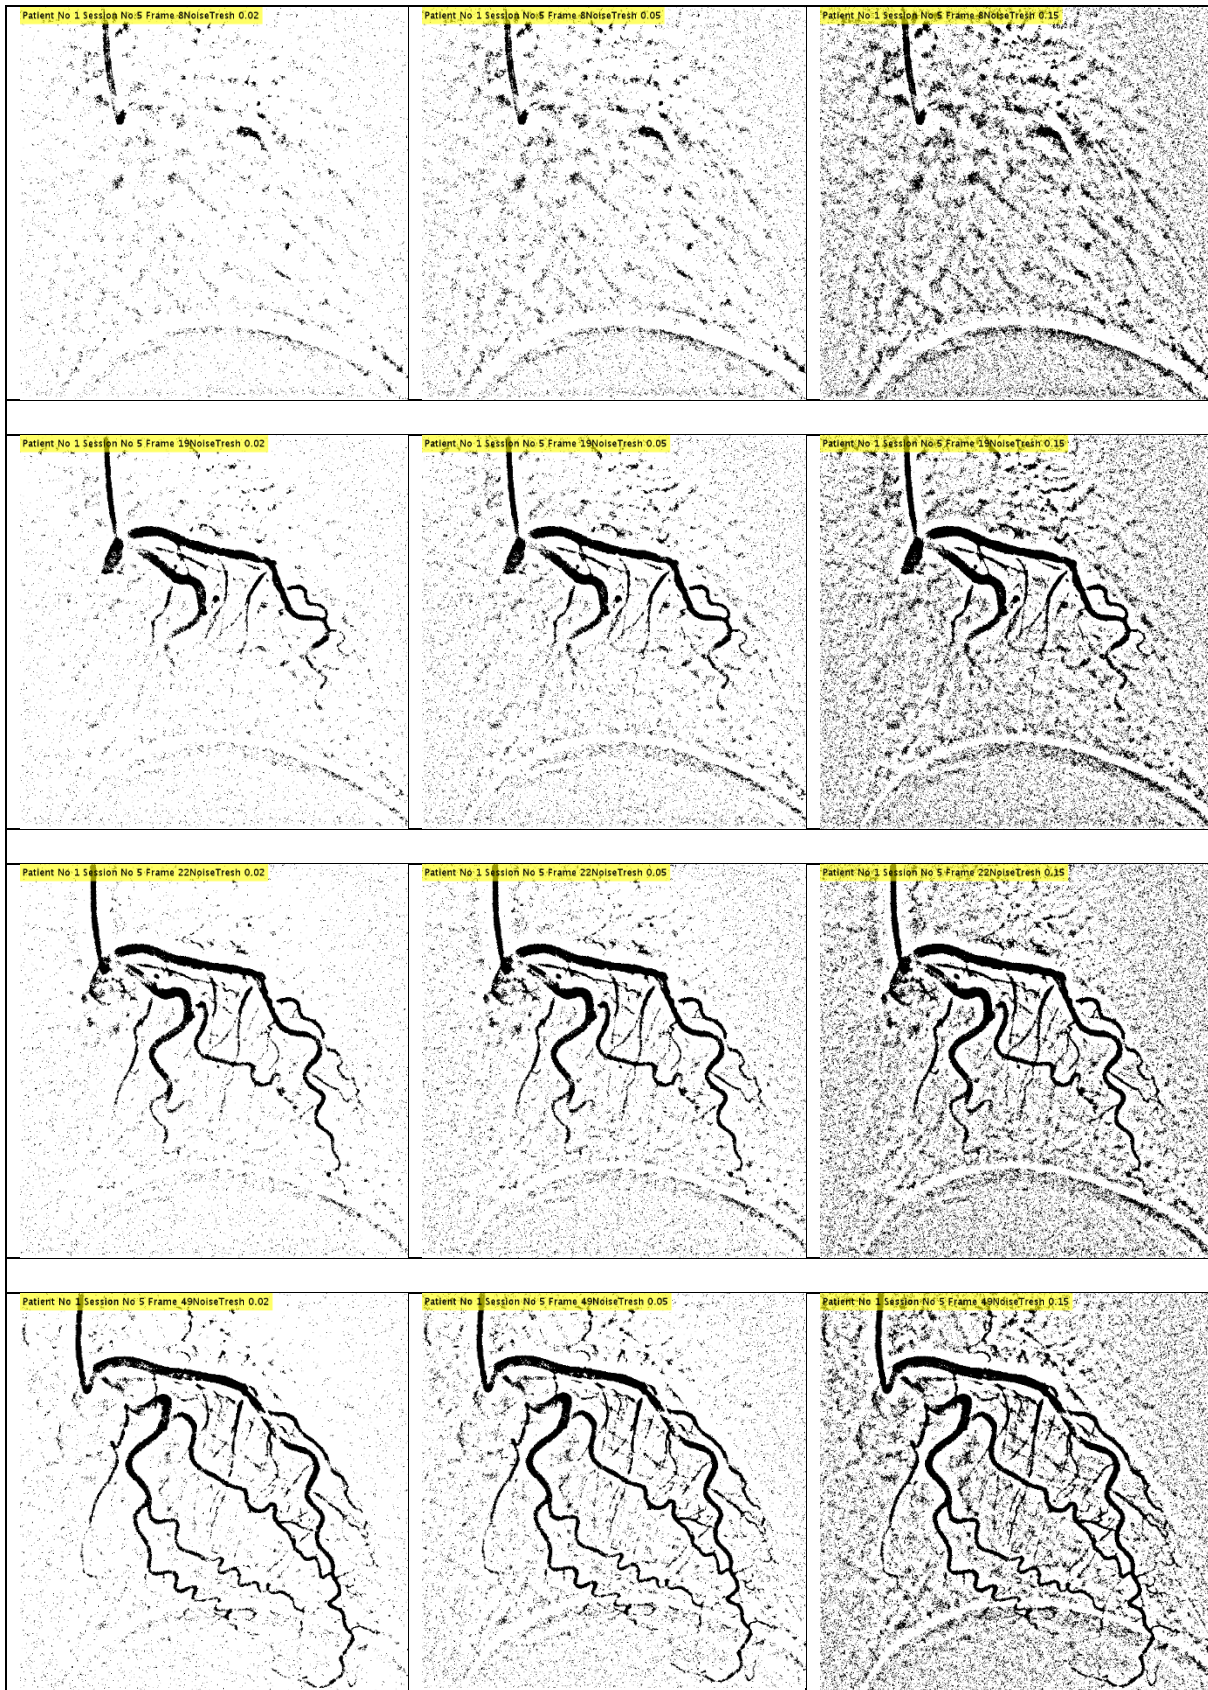 Patient No 1 Session No 5 Frame 8NoiseTresh 0.02
Patient No 1 Session No 5 Frame 8NoiseTresh 0.05
Patient No 1 Session No 5 Frame 8NoiseTresh 0.15
Patient No 1 Session No 5 Frame 19NoiseTresh 0.02
Patient No 1 Session No 5 Frame 19NoiseTresh 0.05
Patient No 1 Session No 5 Frame 19NoiseTresh 0.15
Patient No 1 Session No 5 Frame 22NoiseTresh 0.02
Patient No 1 Session No 5 Frame 22NoiseTresh 0.05
Patient No 1 Session No 5 Frame 22NoiseTresh 0.15
Patient No 1 Session No 5 Frame 49NoiseTresh 0.02
Patient No 1 Session No 5 Frame 49NoiseTresh 0.05
Patient No 1 Session No 5 Frame 49NoiseTresh 0.15